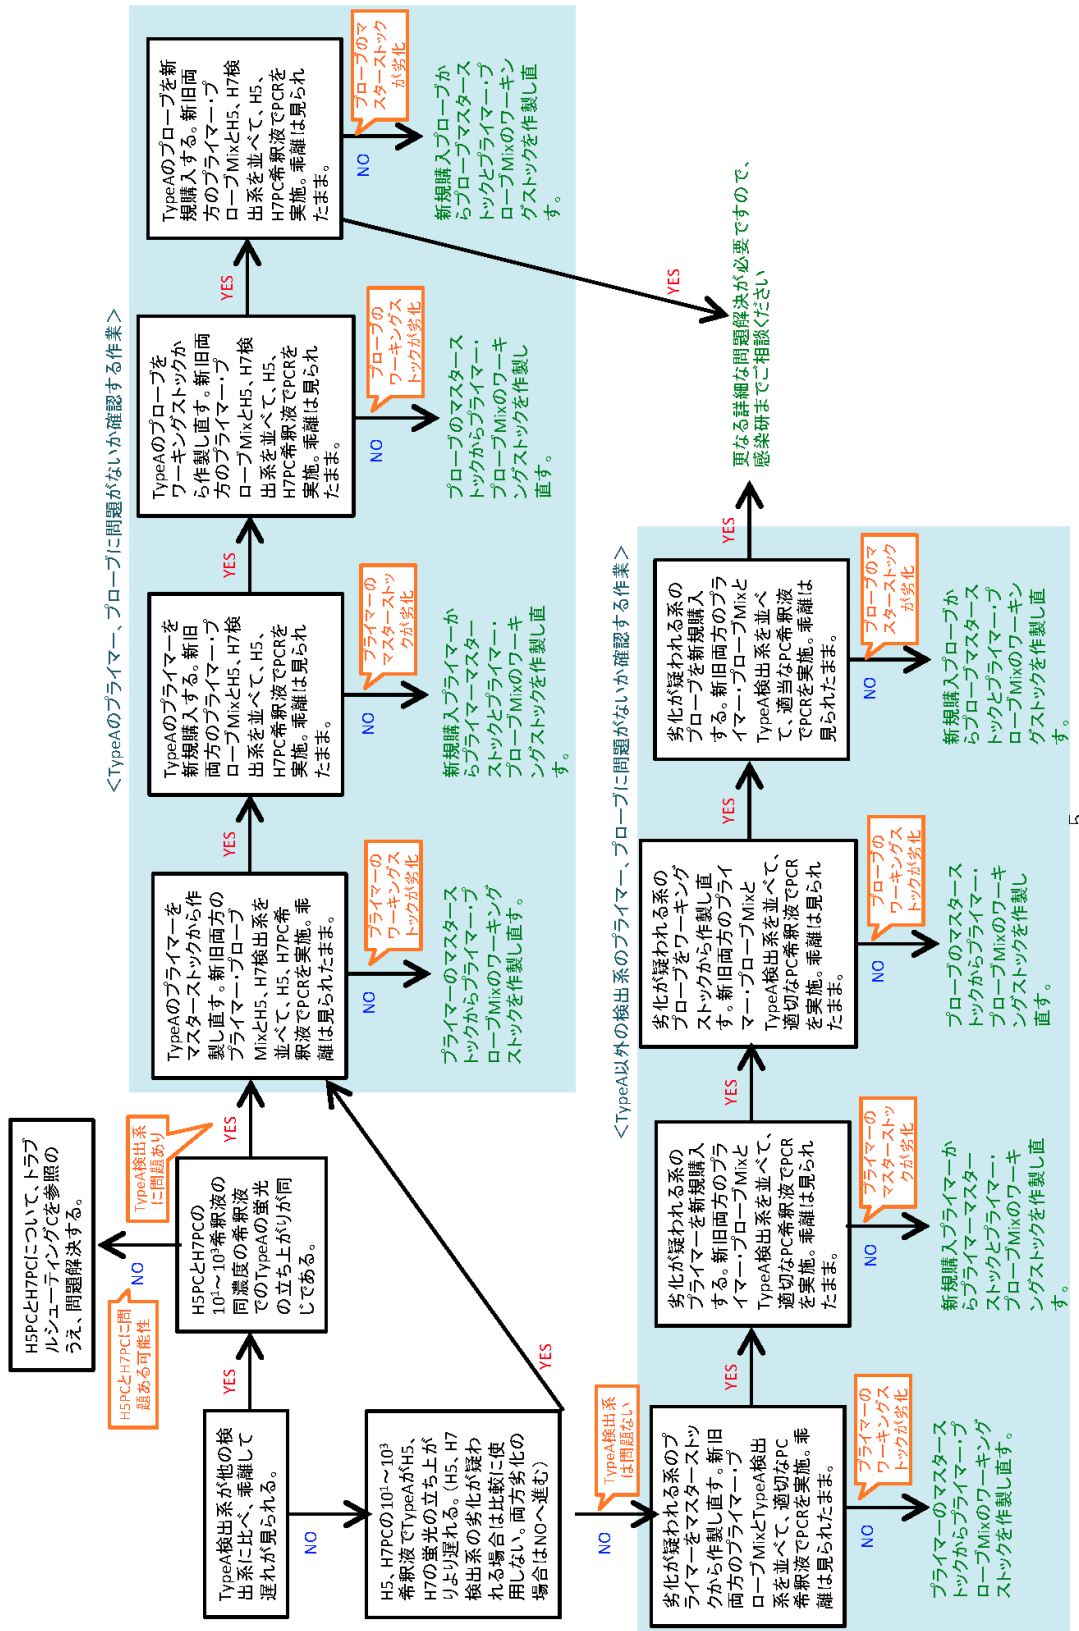 TypeA検出系が他の検
出系に比べ、乖離して
遅れが見られる。
YES
NO
H5PCとH7PCの
10¹～10³希釈液の
同濃度の希釈液
でのTypeAの蛍光
の立ち上がりが同
じである。
NO
H5PCとH7PCに問
題ある可能性
H5PCとH7PCについて、トラブ
ルシューティングCを参照の
うえ、問題解決する。
YES
TypeA検出系
に問題あり
H5、H7PCの10¹～10³
希釈液でTypeAがH5、
H7の蛍光の立ち上が
りより遅れる。（H5、H7
検出系の劣化が疑わ
れる場合は比較に使
用しない。両方劣化の
場合はNOへ進む）
YES
NO
TypeA検出系
は問題ない
＜TypeAのプライマー、プローブに問題がないか確認する作業＞
TypeAのプライマーを
マスターストックから作
製し直す。新旧両方の
プライマー・プローブ
MixとH5、H7検出系を
並べて、H5、H7PC希
釈液でPCRを実施。乖
離は見られたまま。
NO
プライマーの
ワーキングス
トックが劣化
プライマーのマスタース
トックからプライマー・プ
ローブMixのワーキング
ストックを作製し直す。
YES
TypeAのプライマーを
新規購入する。新旧
両方のプライマー・プ
ローブMixとH5、H7検
出系を並べて、H5、
H7PC希釈液でPCRを
実施。乖離は見られ
たまま。
NO
プライマーの
マスタースト
ックが劣化
新規購入プライマーか
らプライマーマスター
ストックとプライマー・
プローブMixのワーキ
ングストックを作製し直
す。
YES
TypeAのプローブを
ワーキングストックか
ら作製し直す。新旧両
方のプライマー・プ
ローブMixとH5、H7検
出系を並べて、H5、
H7PC希釈液でPCRを
実施。乖離は見られ
たまま。
NO
プローブの
ワーキングス
トックが劣化
プローブのマスタース
トックからプライマー・
プローブMixのワーキ
ングストックを作製し
直す。
YES
TypeAのプローブを新
規購入する。新旧両
方のプライマー・プ
ローブMixとH5、H7検
出系を並べて、H5、
H7PC希釈液でPCRを
実施。乖離は見られ
たまま。
NO
プローブのマ
スターストック
が劣化
新規購入プローブか
らプローブマスタース
トックとプライマー・プ
ローブMixのワーキン
グストックを作製し直
す。
YES
更なる詳細な問題解決が必要ですので、
感染研までご相談ください
＜TypeA以外の検出系のプライマー、プローブに問題がないか確認する作業＞
劣化が疑われる系のプ
ライマーをマスターストッ
クから作製し直す。新旧
両方のプライマー・プ
ローブMixとTypeA検出
系を並べて、適切なPC
希釈液でPCRを実施。乖
離は見られたまま。
NO
プライマーの
ワーキングス
トックが劣化
プライマーのマスタース
トックからプライマー・プ
ローブMixのワーキング
ストックを作製し直す。
YES
劣化が疑われる系の
プライマーを新規購入
する。新旧両方のプラ
イマー・プローブMixと
TypeA検出系を並べて、
適切なPC希釈液でPCR
を実施。乖離は見られ
たまま。
NO
プライマーの
マスターストッ
クが劣化
新規購入プライマーか
らプライマーマスター
ストックとプライマー・
プローブMixのワーキ
ングストックを作製し直
す。
YES
劣化が疑われる系の
プローブをワーキング
ストックから作製し直
す。新旧両方のプライ
マー・プローブMixと
TypeA検出系を並べて、
適切なPC希釈液でPCR
を実施。乖離は見られ
たまま。
NO
プローブの
ワーキングス
トックが劣化
プローブのマスタース
トックからプライマー・
プローブMixのワーキ
ングストックを作製し
直す。
YES
劣化が疑われる系の
プローブを新規購入
する。新旧両方のプラ
イマー・プローブMixと
TypeA検出系を並べ
て、適当なPC希釈液
でPCRを実施。乖離は
見られたまま。
NO
プローブのマ
スターストック
が劣化
新規購入プローブか
らプローブマスタース
トックとプライマー・プ
ローブMixのワーキン
グストックを作製し直
す。
YES
5